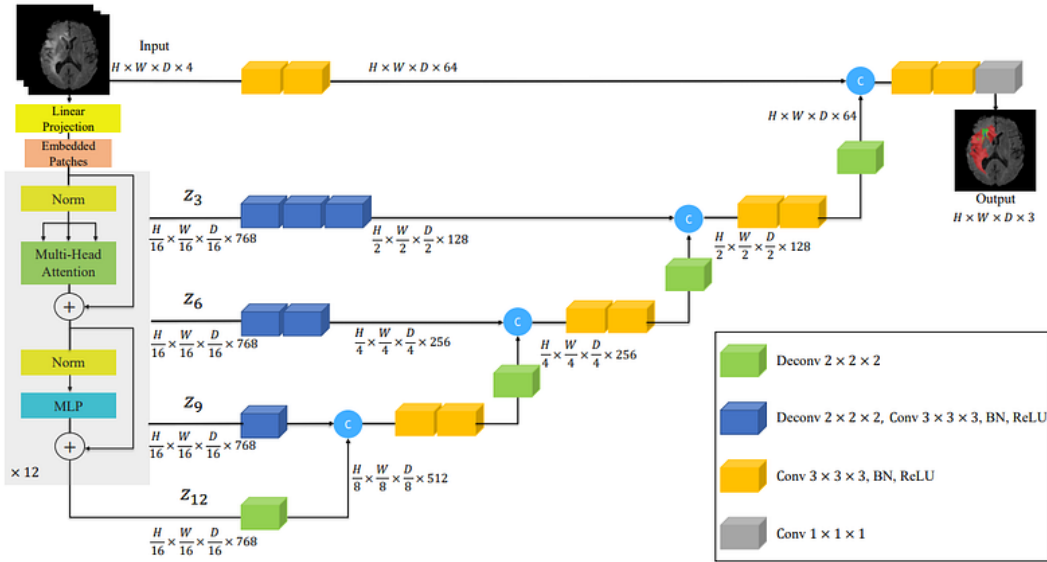 Input
H × W × D × 4
H × W × D × 64
C
H × W × D × 64
Linear
Projection
Embedded
Patches
Output
H × W × D × 3
Norm
Multi-Head
Attention
+
Norm
MLP
+
× 12
z3
H/16 × W/16 × D/16 × 768
H/2 × W/2 × D/2 × 128
C
H/2 × W/2 × D/2 × 128
z6
H/16 × W/16 × D/16 × 768
H/4 × W/4 × D/4 × 256
C
H/4 × W/4 × D/4 × 256
z9
H/16 × W/16 × D/16 × 768
C
H/8 × W/8 × D/8 × 512
z12
H/16 × W/16 × D/16 × 768
Deconv 2 × 2 × 2
Deconv 2 × 2 × 2, Conv 3 × 3 × 3, BN, ReLU
Conv 3 × 3 × 3, BN, ReLU
Conv 1 × 1 × 1